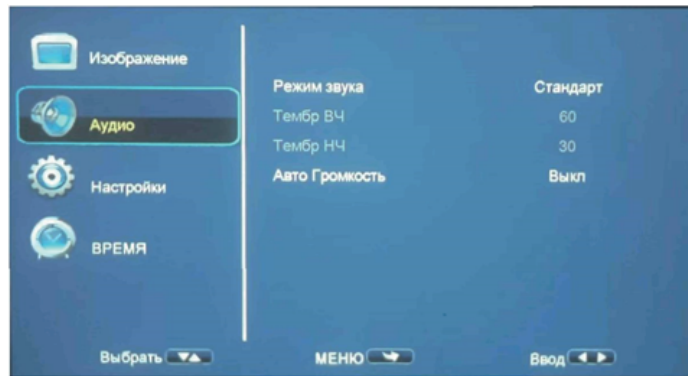 Изображение
Режим звука Стандарт
Аудио
Тембр ВЧ 60
Тембр НЧ 30
Настройки
Авто Громкость Выкл
ВРЕМЯ
Выбрать МЕНЮ Ввод